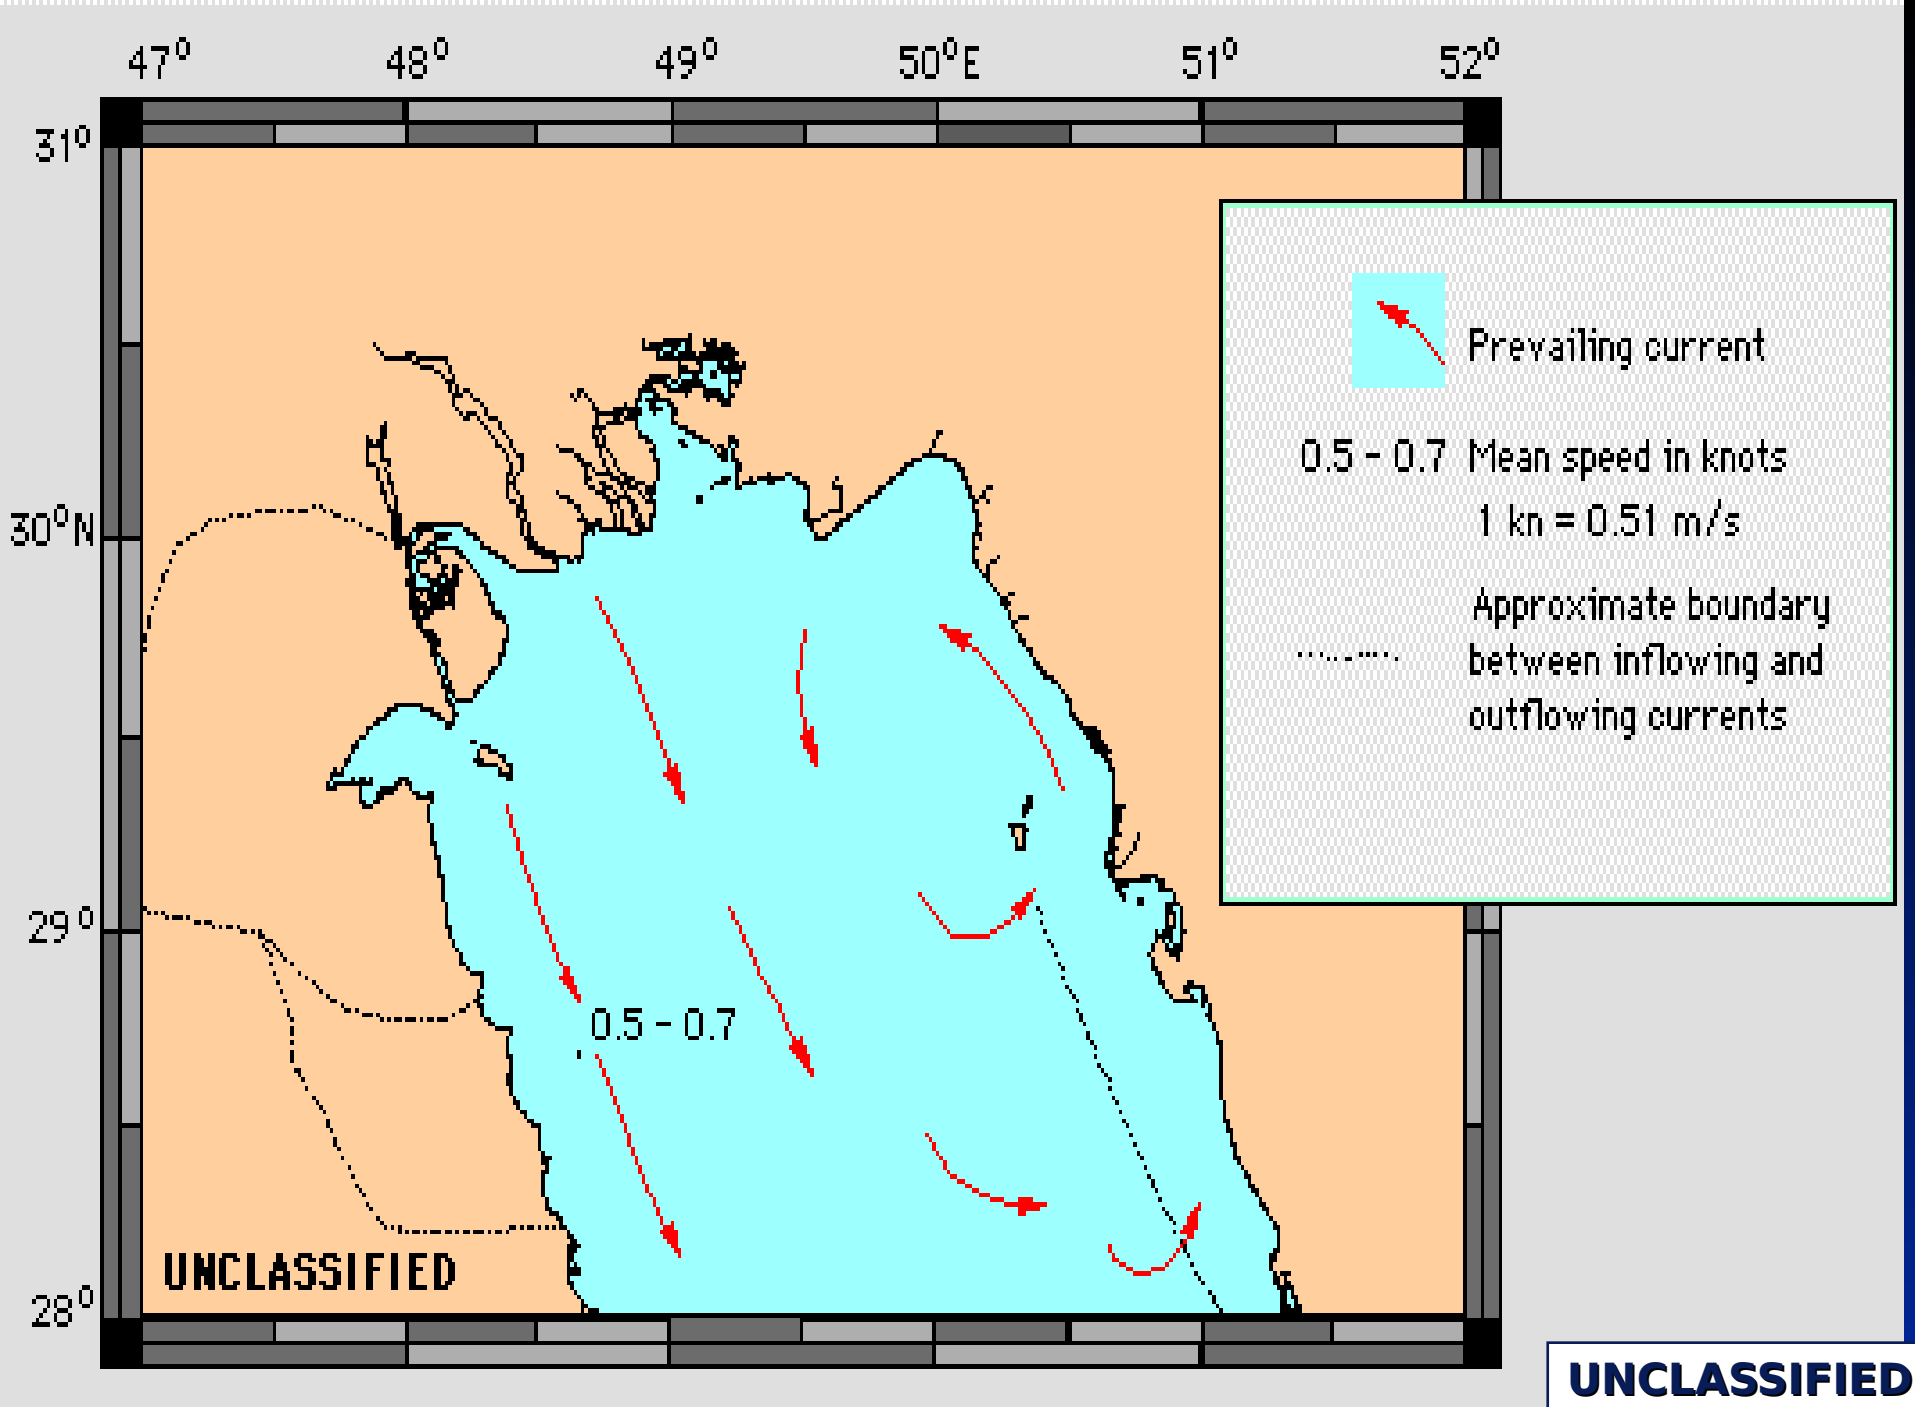 47° 48° 49° 50°E 51° 52°
31°
30°N
29°
28°
Prevailing current
0.5 - 0.7 Mean speed in knots
1 kn = 0.51 m/s
Approximate boundary
between inflowing and
outflowing currents
0.5 - 0.7
UNCLASSIFIED
UNCLASSIFIED